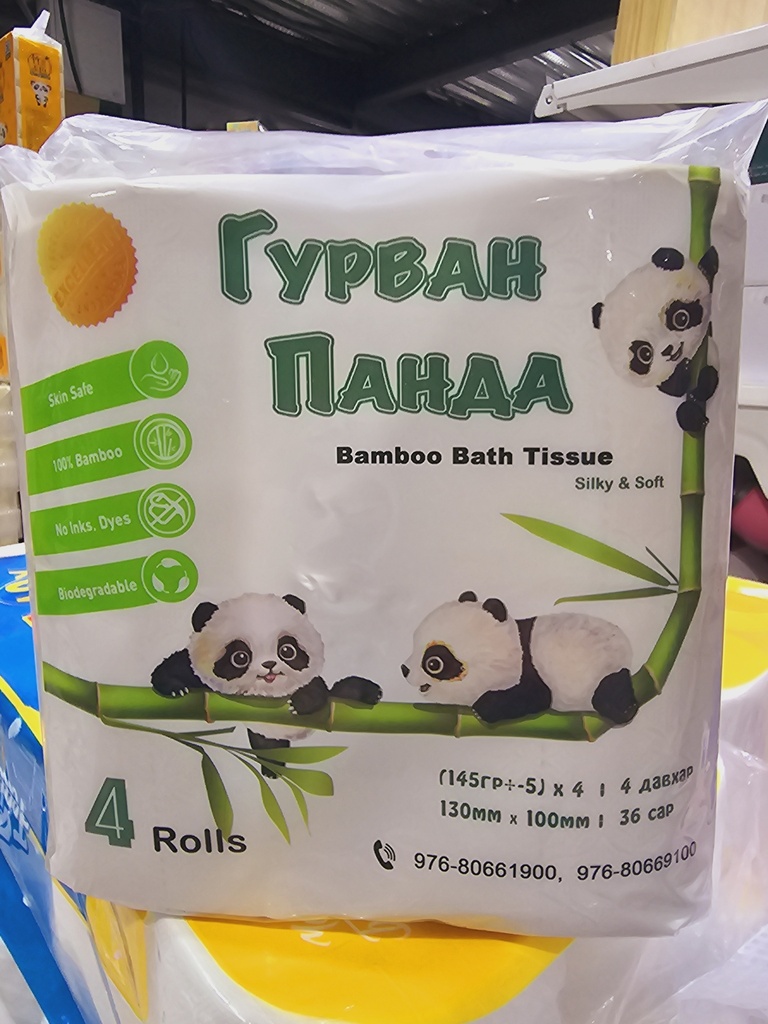 EXCELLENT
Гурван
Панда
Bamboo Bath Tissue
Silky & Soft
Skin Safe
100% Bamboo
No Inks, Dyes
Biodegradable
(145гр÷-5) x 4 | 4 давхар
130мм x 100мм | 36 сар
4 Rolls
976-80661900, 976-80669100